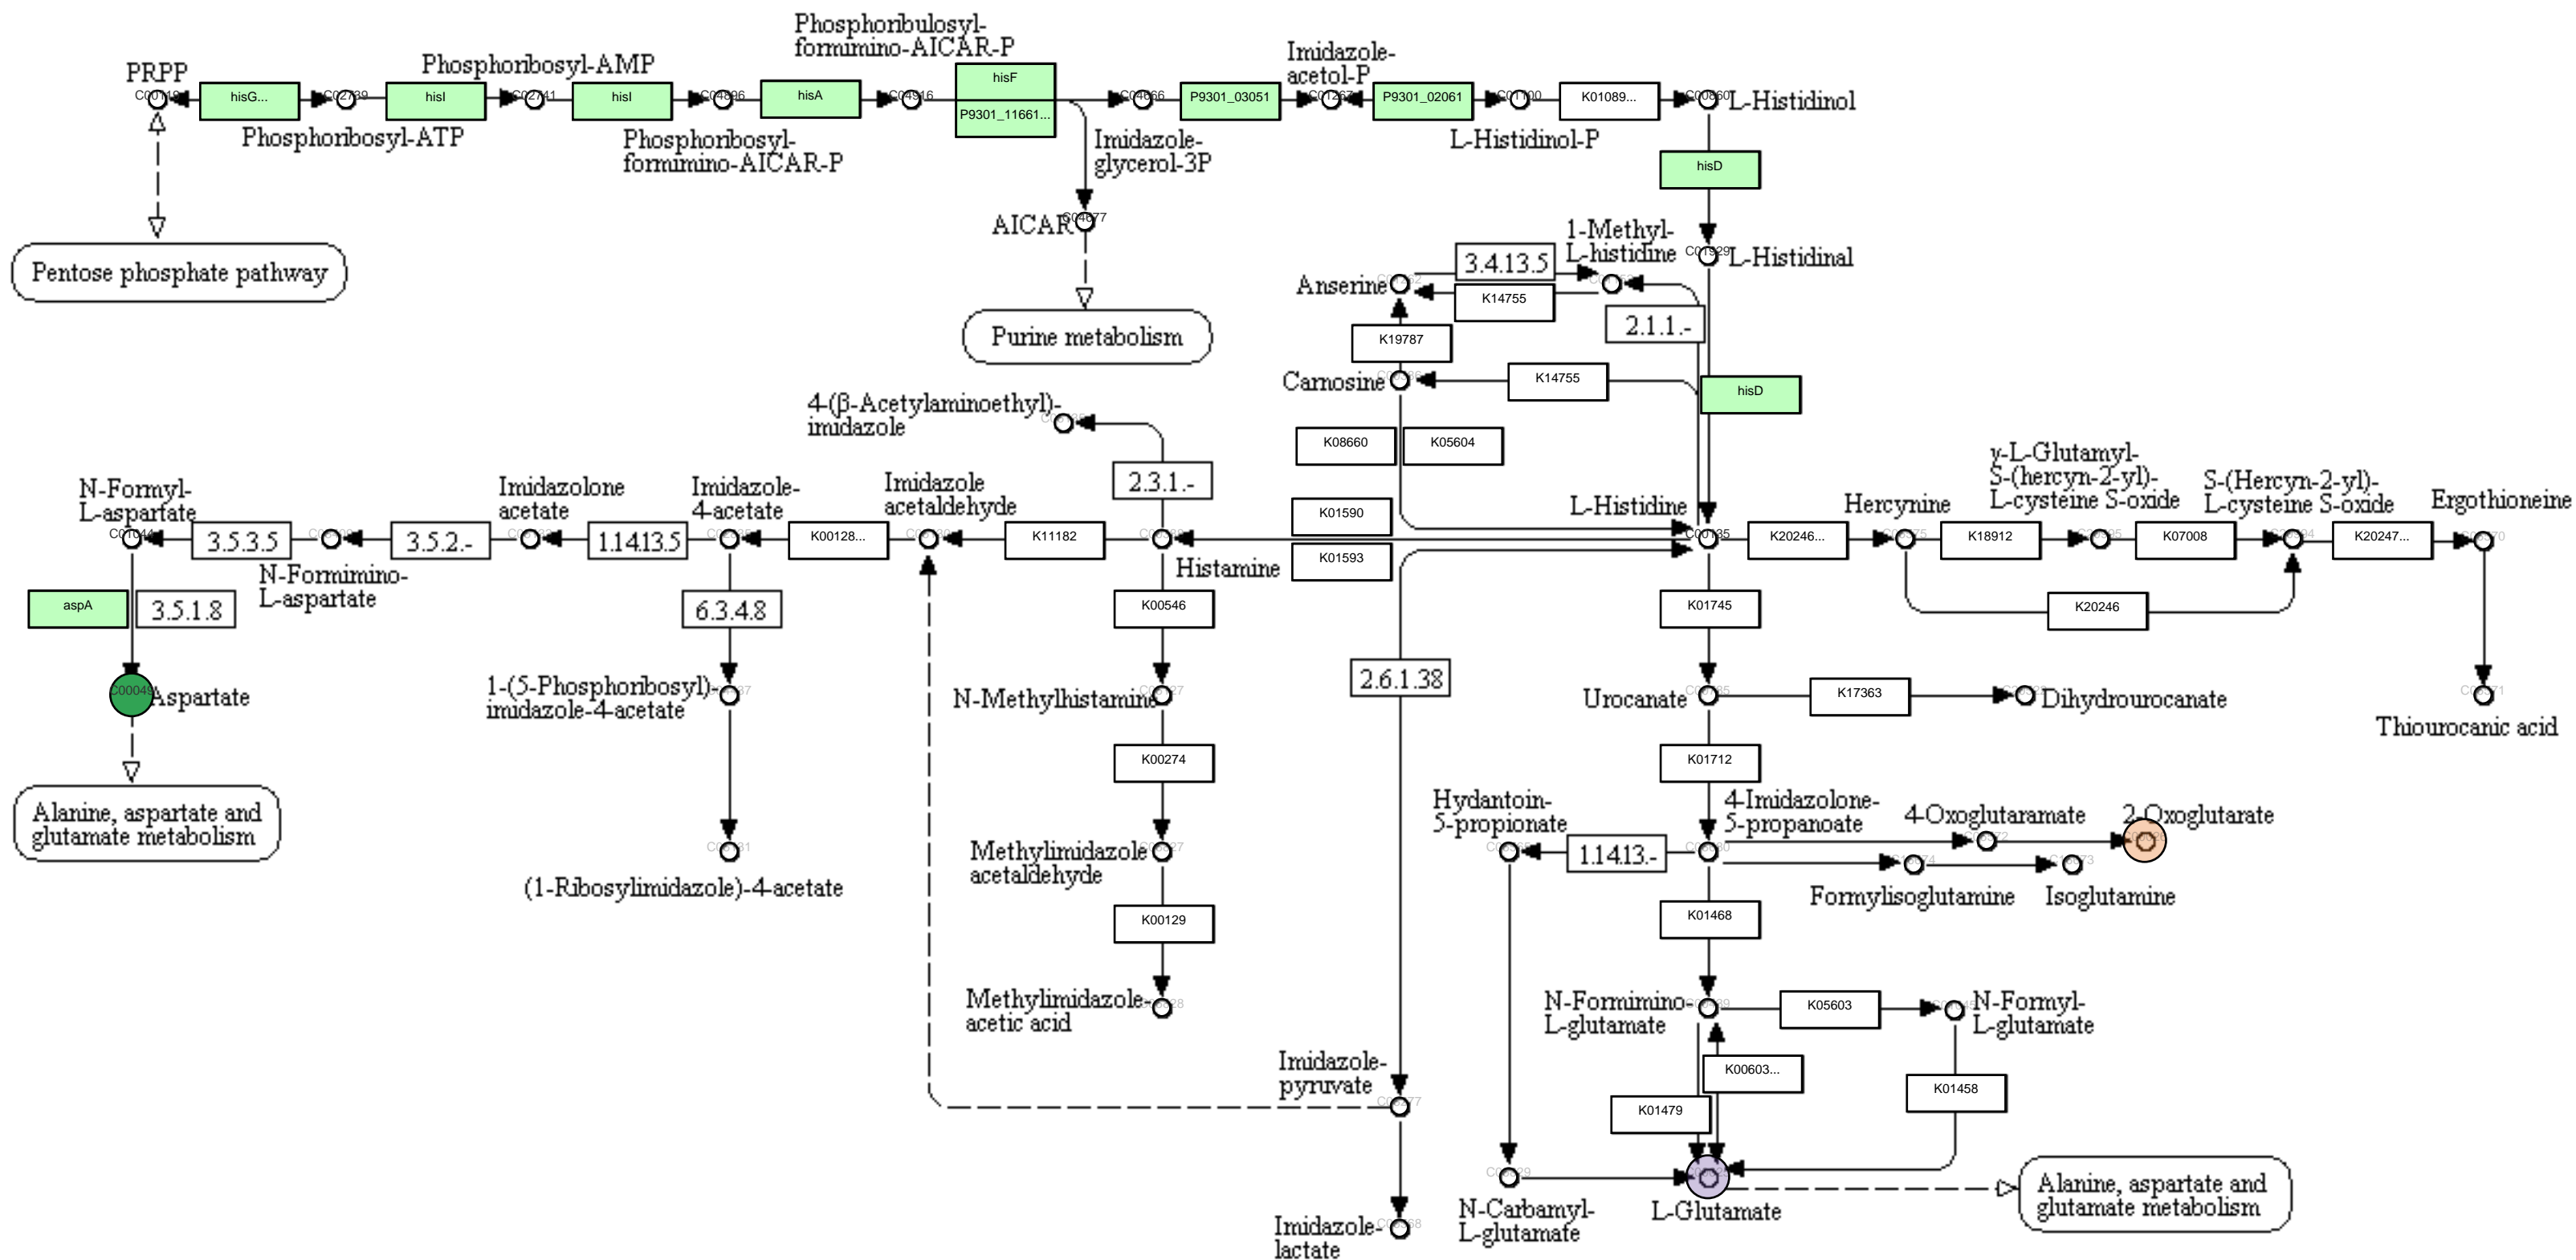 Phosphoribulosyl-
formimino-AICAR-P
PRPP
Phosphoribosyl-AMP
Imidazole-
acetol-P
hisG...
hisI
hisI
hisA
hisF
P9301_11661...
P9301_03051
P9301_02061
K01089...
C02739
C02741
C04896
C04916
C04666
L-Histidinol
Phosphoribosyl-ATP
Phosphoribosyl-
formimino-AICAR-P
Imidazole-
glycerol-3P
L-Histidinol-P
hisD
AICAR
C04677
Pentose phosphate pathway
Purine metabolism
1-Methyl-
L-histidine
L-Histidinal
C01929
Anserine
3.4.13.5
K14755
2.1.1.-
K19787
Carnosine
K14755
hisD
4-(β-Acetylaminoethyl)-
imidazole
K08660
K05604
2.3.1.-
N-Formyl-
L-aspartate
Imidazolone
acetate
Imidazole-
4-acetate
Imidazole
acetaldehyde
K01590
L-Histidine
Hercynine
γ-L-Glutamyl-
S-(hercyn-2-yl)-
L-cysteine S-oxide
S-(Hercyn-2-yl)-
L-cysteine S-oxide
Ergothioneine
3.5.3.5
3.5.2.-
1.14.13.5
K00128...
K11182
C00135
K20246...
K18912
K07008
K20247...
N-Formimino-
L-aspartate
Histamine
K01593
aspA
3.5.1.8
6.3.4.8
K00546
K01745
K20246
C00049
Aspartate
1-(5-Phosphoribosyl)-
imidazole-4-acetate
N-Methylhistamine
2.6.1.38
Urocanate
K17363
Dihydrourocanate
Thiourocanic acid
K00274
K01712
Alanine, aspartate and
glutamate metabolism
Hydantoin-
5-propionate
4-Imidazolone-
5-propanoate
4-Oxoglutaramate
2-Oxoglutarate
Methylimidazole
acetaldehyde
1.14.13.-
(1-Ribosylimidazole)-4-acetate
Formylisoglutamine
Isoglutamine
K00129
K01468
Methylimidazole-
acetic acid
N-Formimino-
L-glutamate
K05603
N-Formyl-
L-glutamate
Imidazole-
pyruvate
K00603...
K01458
K01479
N-Carbamyl-
L-glutamate
L-Glutamate
Alanine, aspartate and
glutamate metabolism
Imidazole-
lactate